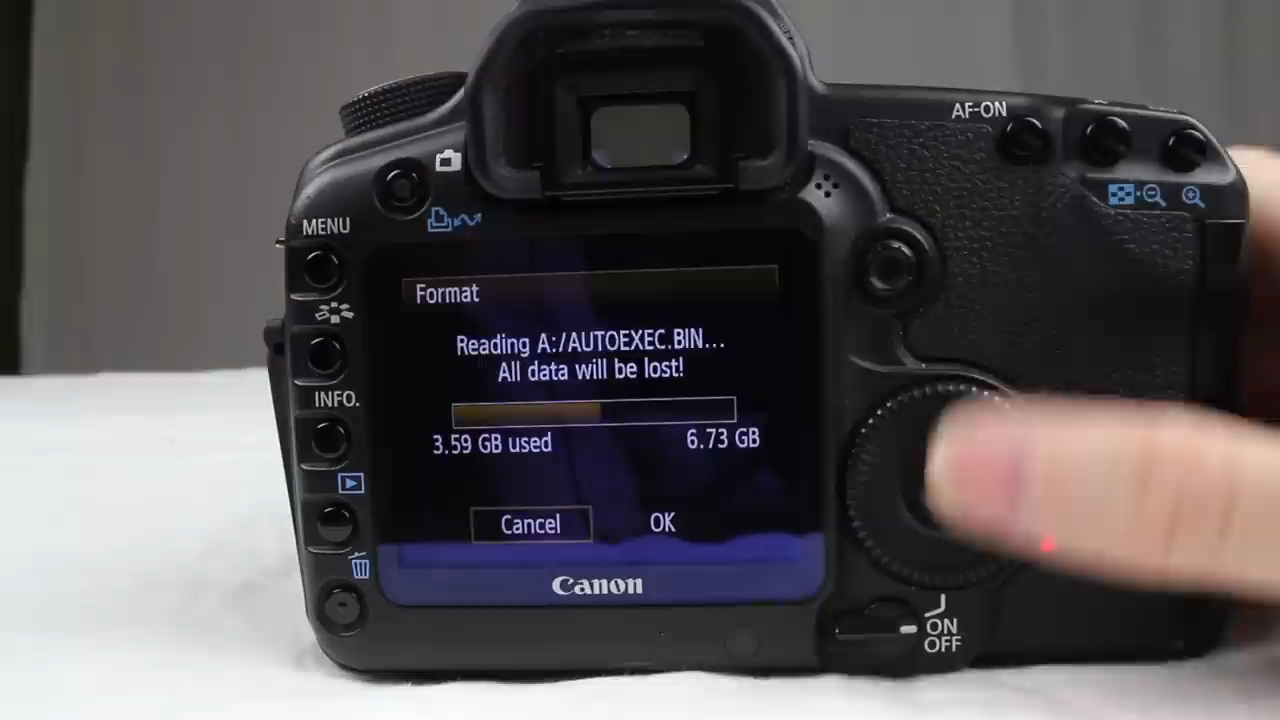 AF-ON
MENU
Format
Reading A:/AUTOEXEC.BIN...
All data will be lost!
INFO.
3.59 GB used
6.73 GB
Cancel
OK
Canon
ON
OFF